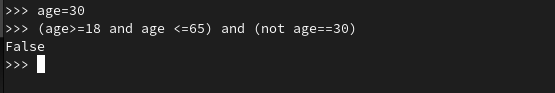 >>> age=30
>>> (age>=18 and age <=65) and (not age==30)
False
>>>